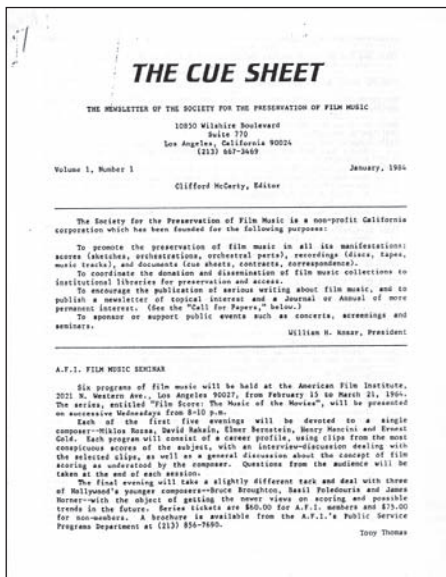 THE CUE SHEET
THE NEWSLETTER OF THE SOCIETY FOR THE PRESERVATION OF FILM MUSIC
10850 Wilshire Boulevard
Suite 770
Los Angeles, California 90024
(213) 667-3469
Volume 1, Number 1 January, 1984
Clifford McCarty, Editor
The Society for the Preservation of Film Music is a non-profit California
corporation which has been founded for the following purposes:
To promote the preservation of film music in all its manifestations:
scores (sketches, orchestrations, orchestral parts), recordings (discs, tapes,
music tracks), and documents (cue sheets, contracts, correspondence).
To coordinate the donation and dissemination of film music collections to
institutional libraries for preservation and access.
To encourage the publication of serious writing about film music, and to
publish a newsletter of topical interest and a Journal or Annual of more
permanent interest. (See the "Call for Papers," below.)
To sponsor or support public events such as concerts, screenings and
seminars.
William H. Rosar, President
A.F.I. FILM MUSIC SEMINAR
Six programs of film music will be held at the American Film Institute,
2021 N. Western Ave., Los Angeles 90027, from February 15 to March 21, 1984.
The series, entitled "Film Score: The Music of the Movies", will be presented
on successive Wednesdays from 8-10 p.m.
Each of the first five evenings will be devoted to a single
composer--Miklos Rozsa, David Raksin, Elmer Bernstein, Henry Mancini and Ernest
Gold. Each program will consist of a career profile, using clips from the most
conspicuous scores of the subject, with an interview-discussion dealing with
the selected clips, as well as a general discussion about the concept of film
scoring as understood by the composer. Questions from the audience will be
taken at the end of each session.
The final evening will take a slightly different tack and deal with three
of Hollywood's younger composers--Bruce Broughton, Basil Poledouris and James
Horner--with the object of getting the newer views on scoring and possible
trends in the future. Series tickets are $60.00 for A.F.I. members and $75.00
for non-members. A brochure is available from the A.F.I.'s Public Service
Programs Department at (213) 856-7690.
Tony Thomas